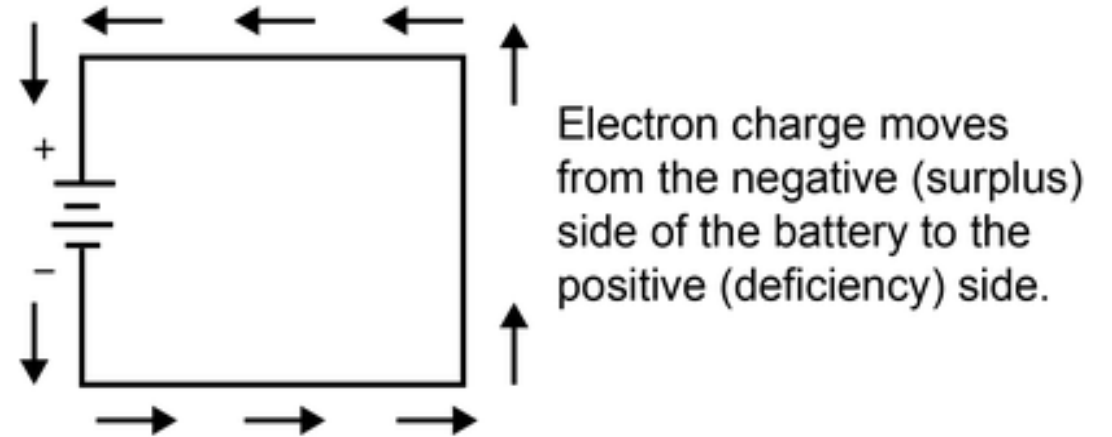 +
Electron charge moves
from the negative (surplus)
side of the battery to the
−
positive (deficiency) side.